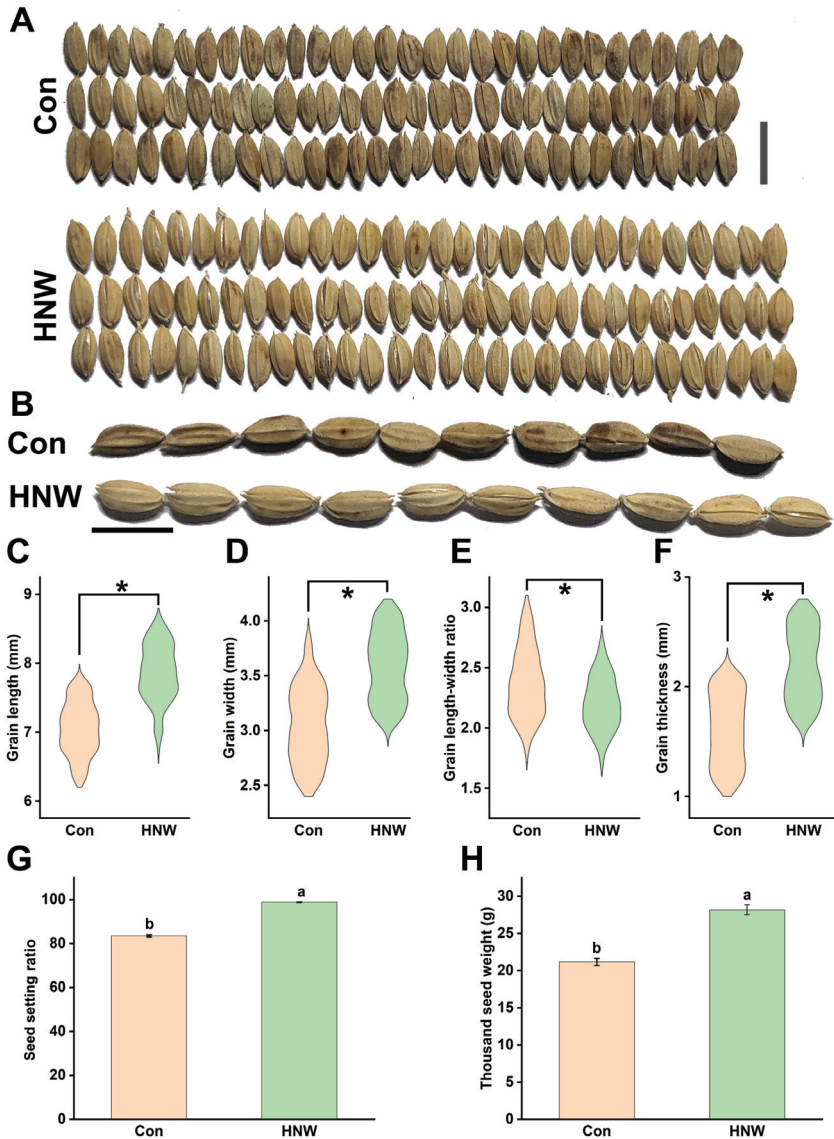 A
Con
HNW
B
Con
HNW
C
D
E
F
Grain length (mm)
9
8
7
6
*
Con
HNW
Grain width (mm)
4.0
3.5
3.0
2.5
*
Con
HNW
Grain length-width ratio
3.0
2.5
2.0
1.5
*
Con
HNW
Grain thickness (mm)
3
2
1
*
Con
HNW
G
H
Seed setting ratio
100
80
60
40
20
0
b
a
Con
HNW
Thousand seed weight (g)
30
25
20
15
10
5
0
b
a
Con
HNW